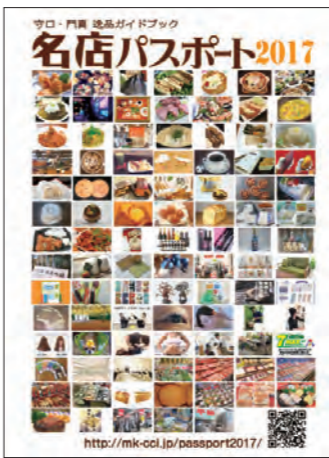 守口・門真 逸品ガイドブック
名店パスポート2017
http://mk-cci.jp/passport2017/